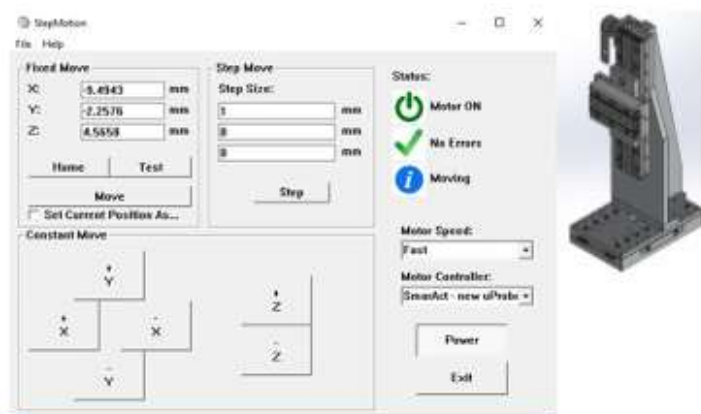 StepMotion
File Help
Fixed Move
X: -9.4943 mm
Y: -2.2576 mm
Z: 4.5658 mm
Home Test
Move
Set Current Position As...
Step Move
Step Size:
1 mm
0 mm
0 mm
Step
Status:
Motor ON
No Errors
Moving
Constant Move
+
Y
+
X
-
X
-
Y
+
Z
-
Z
Motor Speed:
Fast
Motor Controller:
SmarAct - new uProbe
Power
Exit